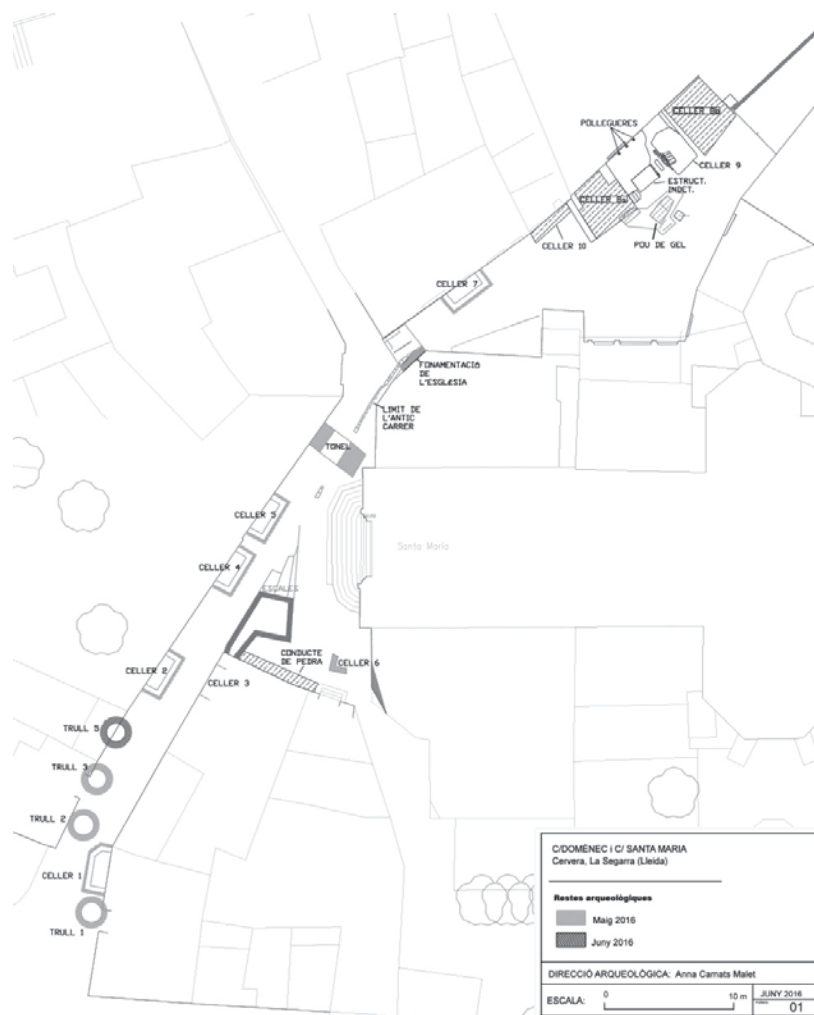 CELLER 8b
POLLEGUERES
CELLER 9
ESTRUCT.
INDET.
CELLER 8a
POU DE GEL
CELLER 10
CELLER 7
FONAMENTACIÓ
DE
L'ESGLÉSIA
LIMIT DE
L'ANTIC
CARRER
TONEL
CELLER 5
Santa María
CELLER 4
ESCALES
CONDUCTE
DE PEDRA
CELLER 6
CELLER 2
CELLER 3
TRULL 5
TRULL 3
TRULL 2
CELLER 1
TRULL 1
C/DOMÈNEC i C/ SANTA MARIA
Cervera, La Segarra (Lleida)
Restes arqueològiques
Maig 2016
Juny 2016
DIRECCIÓ ARQUEOLÒGICA: Anna Camats Malet
ESCALA: 0 10 m
JUNY 2016
01